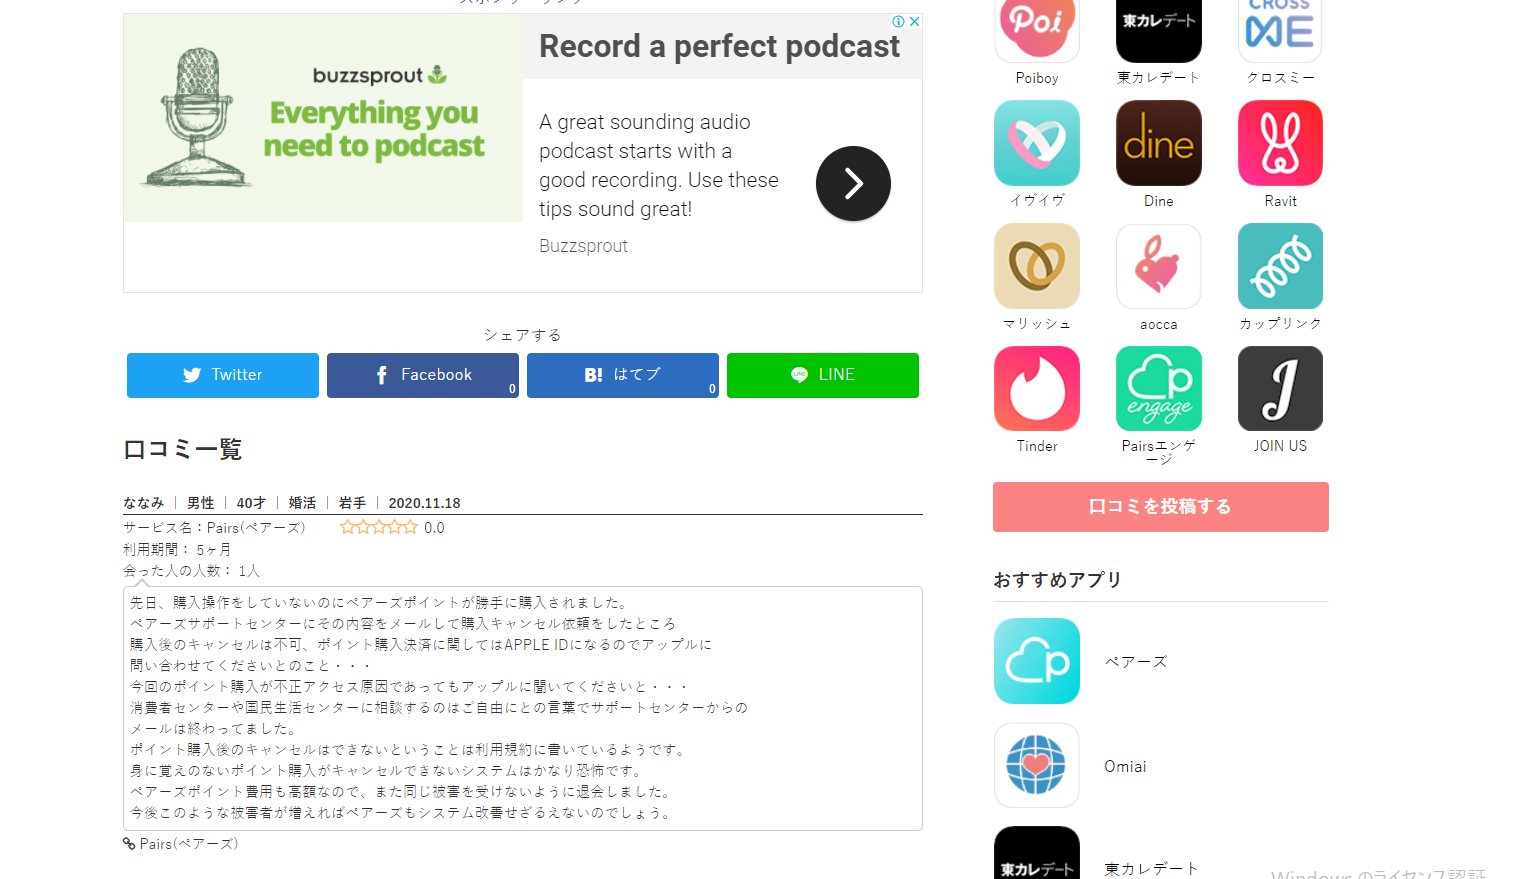 Record a perfect podcast
buzzsprout
Everything you
need to podcast
A great sounding audio
podcast starts with a
good recording. Use these
tips sound great!
Buzzsprout
シェアする
Twitter
Facebook
0
B! はてブ
0
LINE
口コミ一覧
ななみ | 男性 | 40才 | 婚活 | 岩手 | 2020.11.18
サービス名：Pairs(ペアーズ) 0.0
利用期間： 5ヶ月
会った人の人数： 1人
先日、購入操作をしていないのにペアーズポイントが勝手に購入されました。
ペアーズサポートセンターにその内容をメールして購入キャンセル依頼をしたところ
購入後のキャンセルは不可、ポイント購入決済に関してはAPPLE IDになるのでアップルに
問い合わせてくださいとのこと・・・
今回のポイント購入が不正アクセス原因であってもアップルに聞いてくださいと・・・
消費者センターや国民生活センターに相談するのはご自由にとの言葉でサポートセンターからの
メールは終わってました。
ポイント購入後のキャンセルはできないということは利用規約に書いているようです。
身に覚えのないポイント購入がキャンセルできないシステムはかなり恐怖です。
ペアーズポイント費用も高額なので、また同じ被害を受けないように退会しました。
今後このような被害者が増えればペアーズもシステム改善せざるえないのでしょう。
Pairs(ペアーズ)
Poi
東カレデート
CROSS
ME
Poiboy
東カレデート
クロスミー
dine
イヴイヴ
Dine
Ravit
マリッシュ
aocca
カップリンク
p
engage
J
Tinder
Pairsエンゲ
ージ
JOIN US
口コミを投稿する
おすすめアプリ
p
ペアーズ
Omiai
東カレデート
東カレデート
Windows のライセンス認証